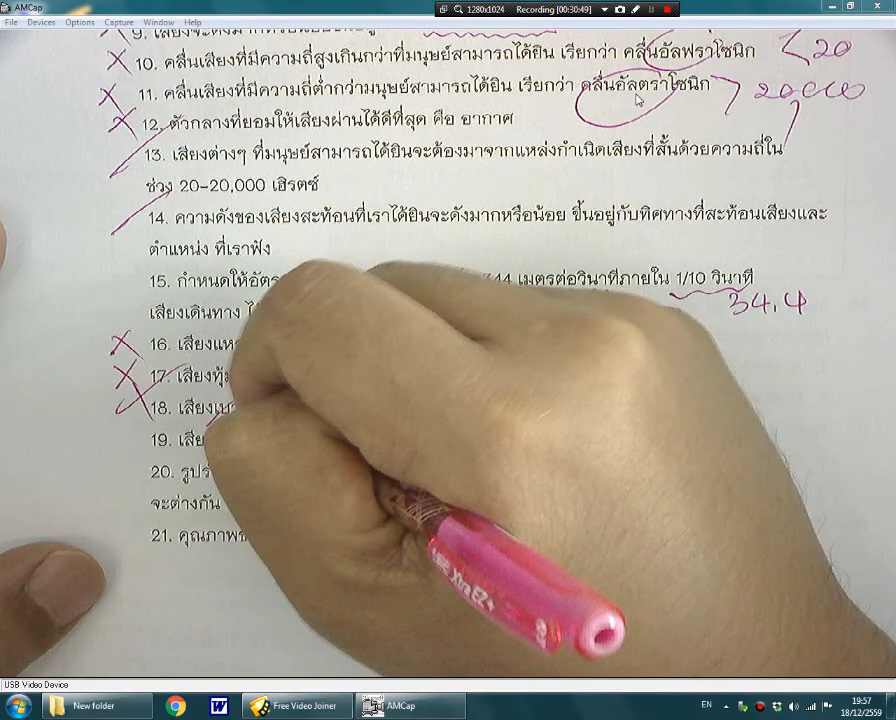 AMCap
1280x1024 Recording [00:30:49]
File Devices Options Capture Window Help
10. คลื่นเสียงที่มีความถี่สูงเกินกว่าที่มนุษย์สามารถได้ยิน เรียกว่า คลื่นอัลฟราโซนิก <20
11. คลื่นเสียงที่มีความถี่ต่ำกว่ามนุษย์สามารถได้ยิน เรียกว่า คลื่นอัลตราโซนิก >20000
12. ตัวกลางที่ยอมให้เสียงผ่านได้ดีที่สุด คือ อากาศ
13. เสียงต่างๆ ที่มนุษย์สามารถได้ยินจะต้องมาจากแหล่งกำเนิดเสียงที่สั่นด้วยความถี่ใน
ช่วง 20-20,000 เฮิรตซ์
14. ความดังของเสียงสะท้อนที่เราได้ยินจะดังมากหรือน้อย ขึ้นอยู่กับทิศทางที่สะท้อนเสียงและ
ตำแหน่ง ที่เราฟัง
15. กำหนดให้อัตร 44 เมตรต่อวินาทีภายใน 1/10 วินาที
34.4
เสียงเดินทาง
16. เสียงแห
17. เสียงทุ้ม
18. เสียงเบา
19. เสีย
20. รูปร่
จะต่างกัน
21. คุณภาพข
Xtra EZ+
USB Video Device
New folder Free Video Joiner AMCap EN 19:57
18/12/2559